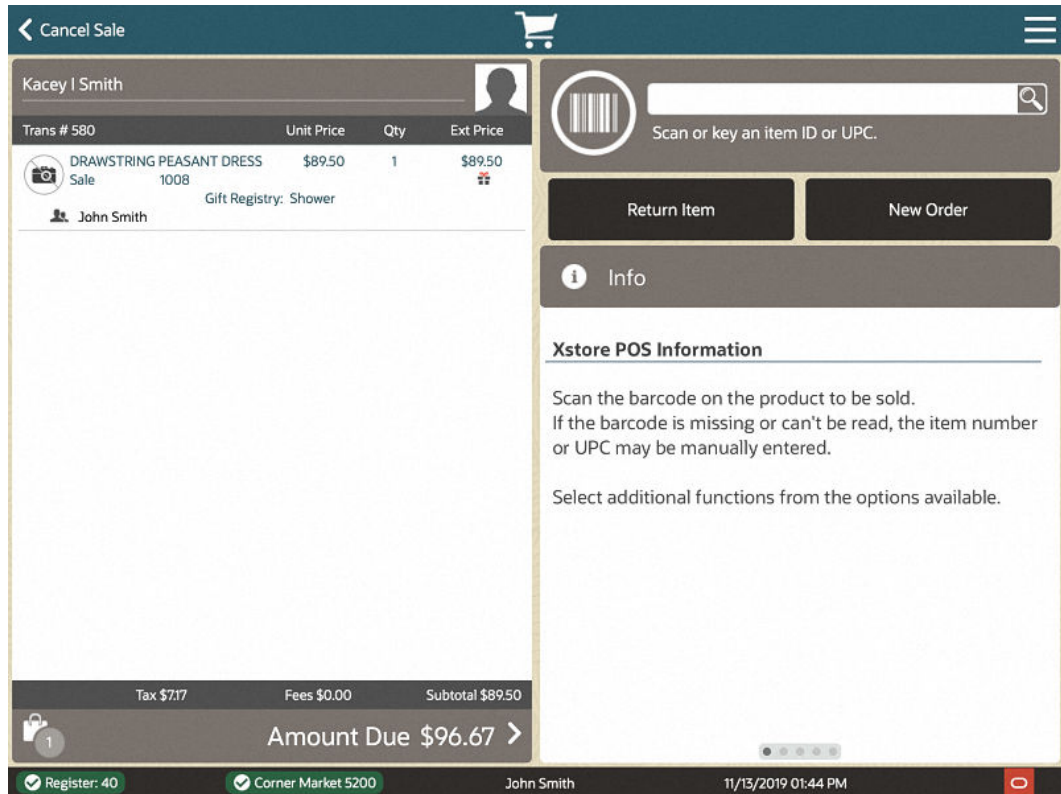 Cancel Sale
Kacey I Smith
Trans # 580 Unit Price Qty Ext Price
DRAWSTRING PEASANT DRESS $89.50 1 $89.50
Sale 1008
Gift Registry: Shower
John Smith
Tax $7.17 Fees $0.00 Subtotal $89.50
1
Amount Due $96.67
Scan or key an item ID or UPC.
Return Item New Order
Info
Xstore POS Information
Scan the barcode on the product to be sold.
If the barcode is missing or can't be read, the item number
or UPC may be manually entered.
Select additional functions from the options available.
Register: 40 Corner Market 5200 John Smith 11/13/2019 01:44 PM